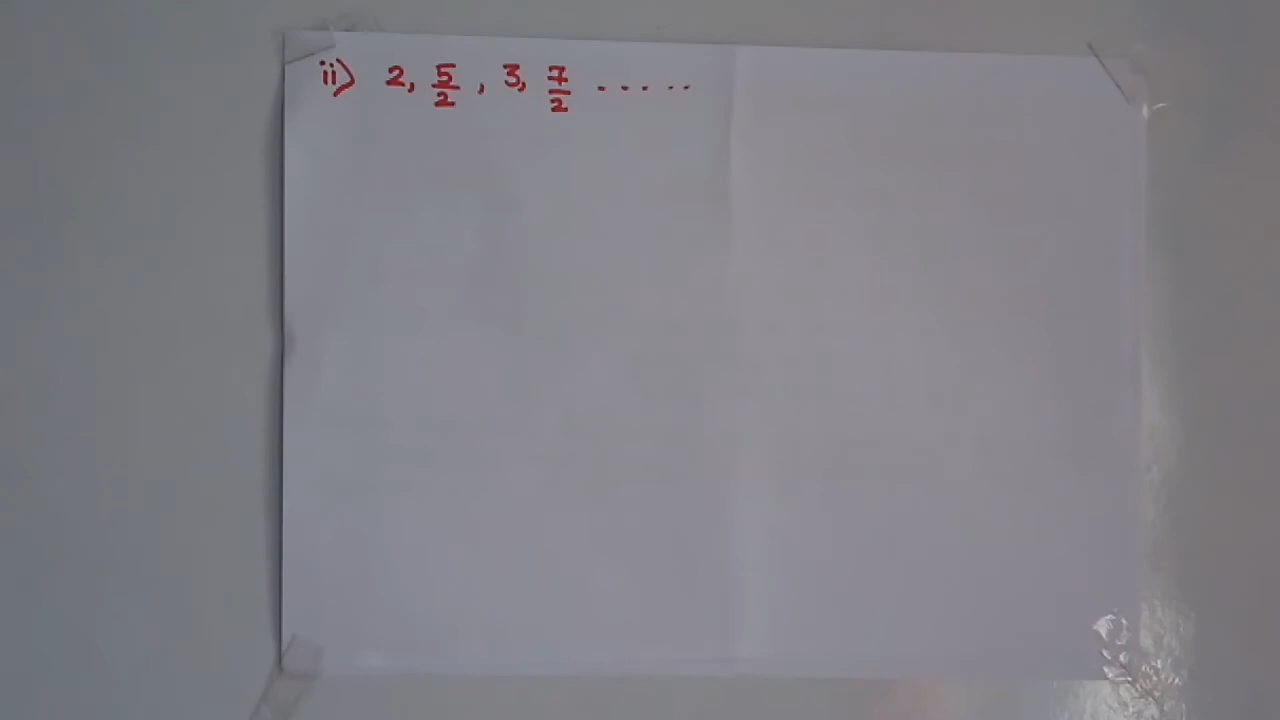 ii) 2, 5/2, 3, 7/2 .....